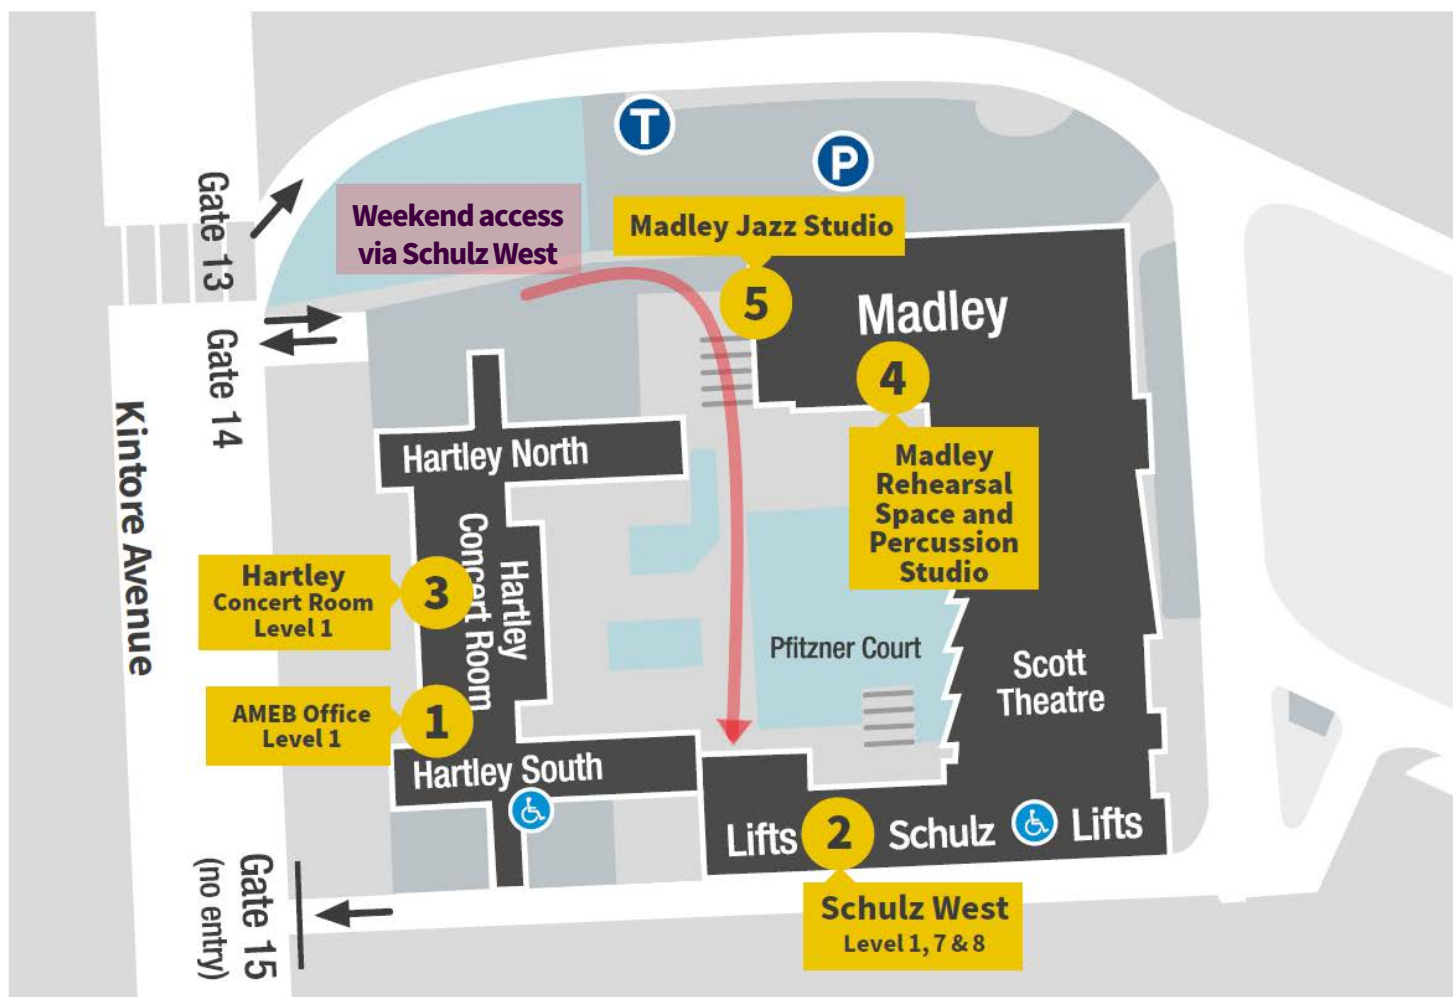 T
P
Weekend access
via Schulz West
Madley Jazz Studio
Gate 13
5
Madley
Gate 14
4
Kintore Avenue
Hartley North
Madley
Rehearsal
Space and
Percussion
Studio
Hartley
Concert Room
Level 1
3
Hartley
Concert Room
Pfitzner Court
Scott
Theatre
AMEB Office
Level 1
1
Hartley South
Lifts
2
Schulz
Lifts
Gate 15
(no entry)
Schulz West
Level 1, 7 & 8